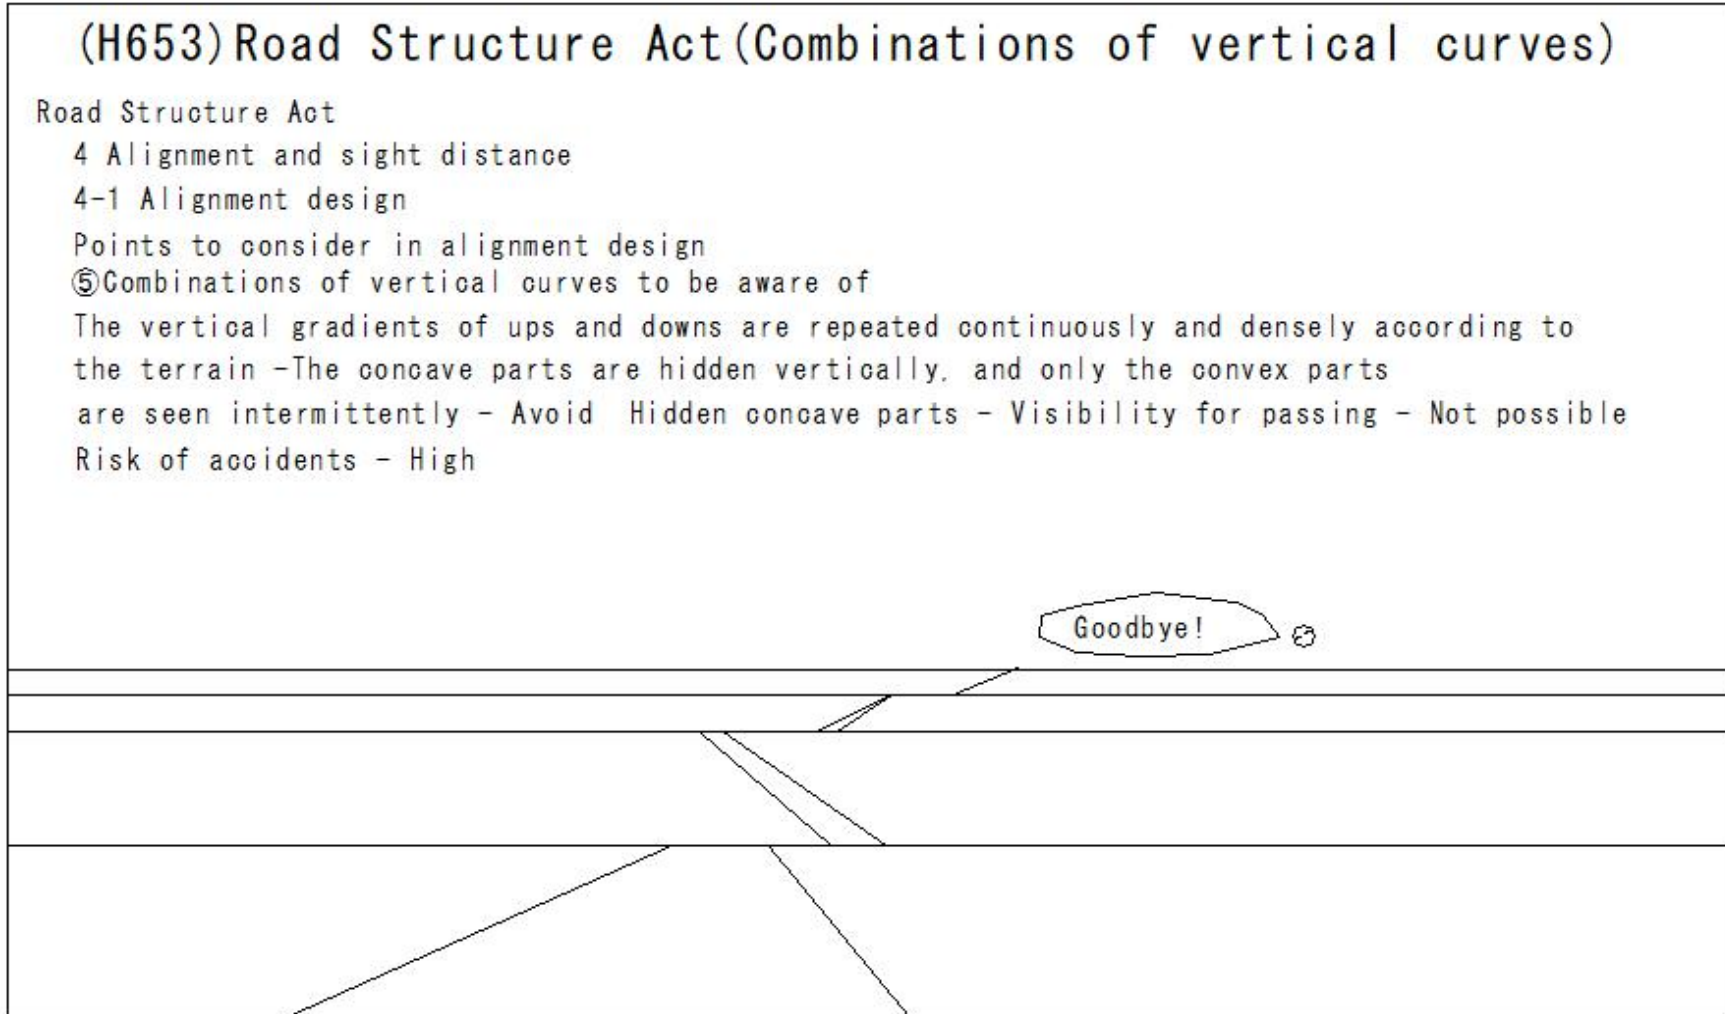 (H653)Road Structure Act(Combinations of vertical curves)
Road Structure Act
4 Alignment and sight distance
4-1 Alignment design
Points to consider in alignment design
⑤Combinations of vertical curves to be aware of
The vertical gradients of ups and downs are repeated continuously and densely according to
the terrain -The concave parts are hidden vertically, and only the convex parts
are seen intermittently - Avoid  Hidden concave parts - Visibility for passing - Not possible
Risk of accidents - High
Goodbye!